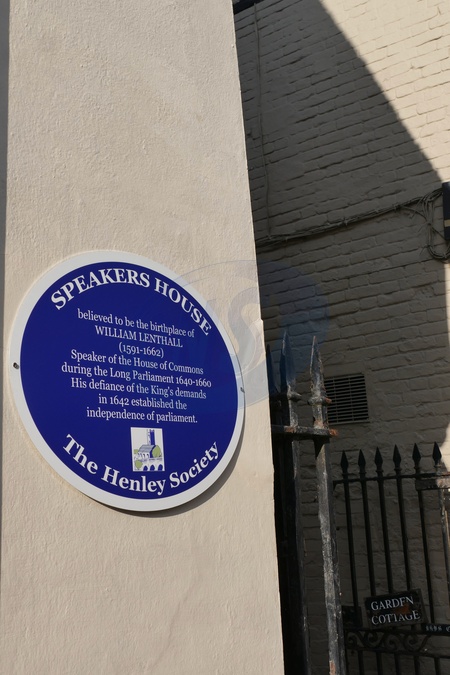 SPEAKERS HOUSE
believed to be the birthplace of
WILLIAM LENTHALL
(1591-1662)
Speaker of the House of Commons
during the Long Parliament 1640-1660
His defiance of the King's demands
in 1642 established the
independence of parliament.
The Henley Society
GARDEN
COTTAGE